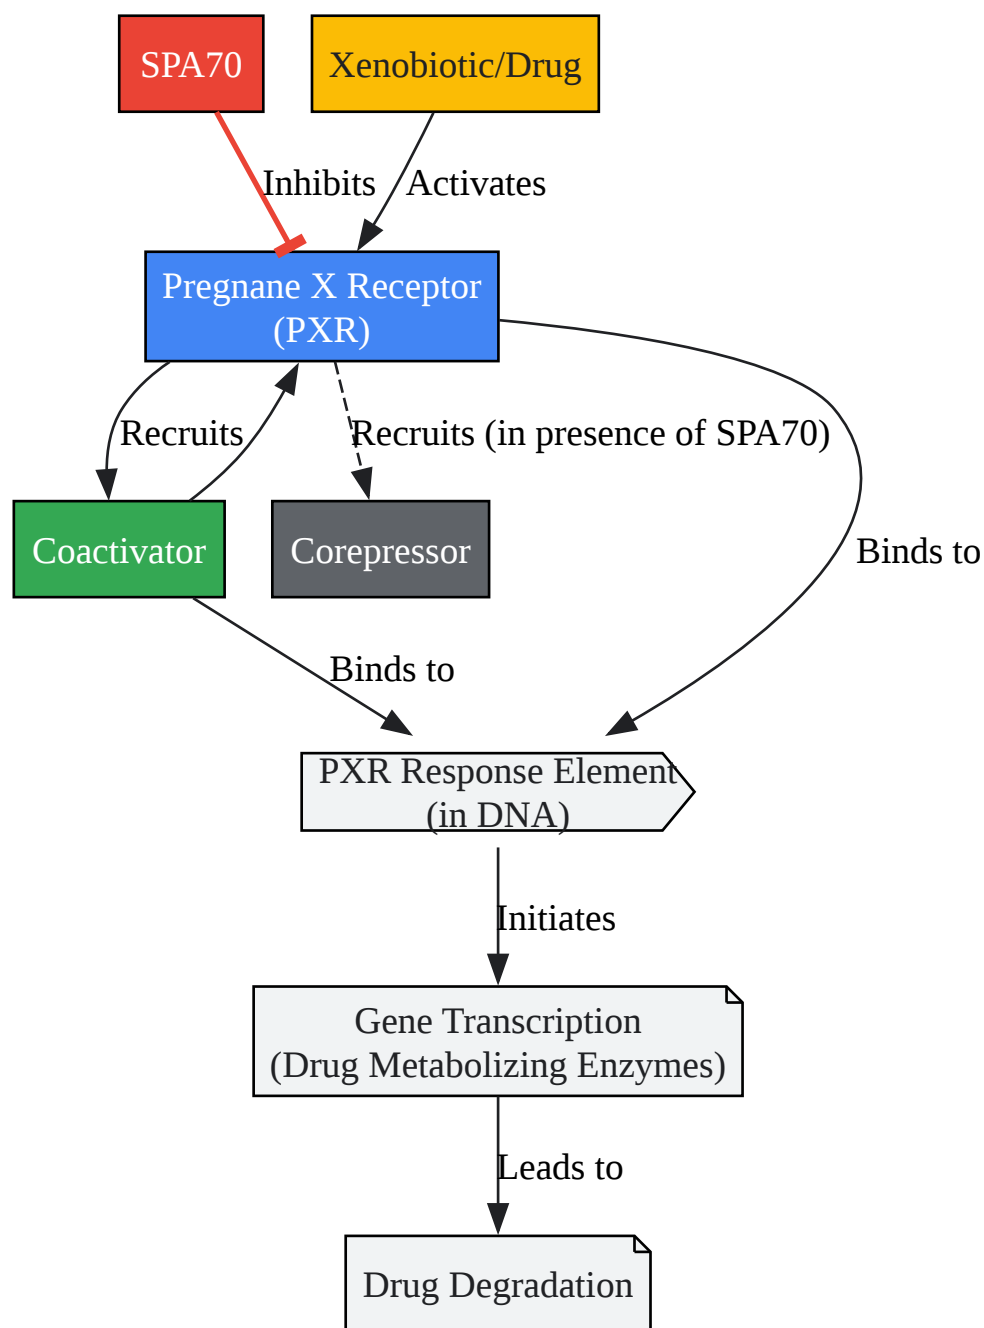 SPA70
Xenobiotic/Drug
Inhibits
Activates
Pregnane X Receptor
(PXR)
Recruits
Recruits (in presence of SPA70)
Coactivator
Corepressor
Binds to
Binds to
PXR Response Element
(in DNA)
Initiates
Gene Transcription
(Drug Metabolizing Enzymes)
Leads to
Drug Degradation